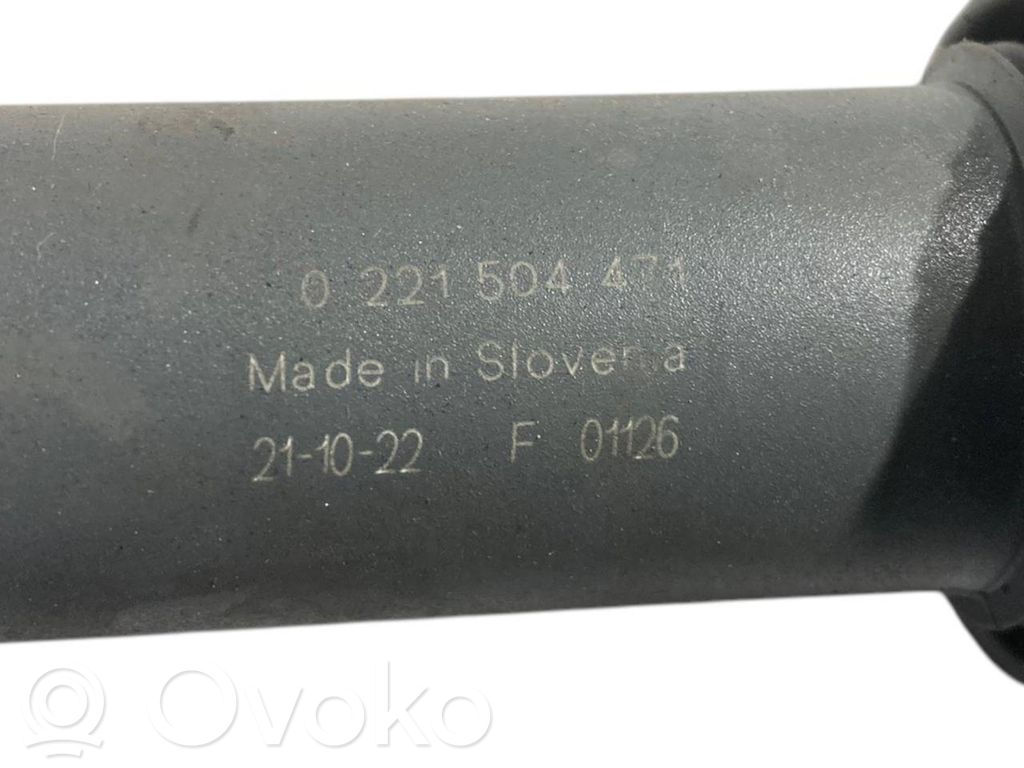 0 221 504 471
Made in Slovenia
21-10-22 F 01126
Ovoko